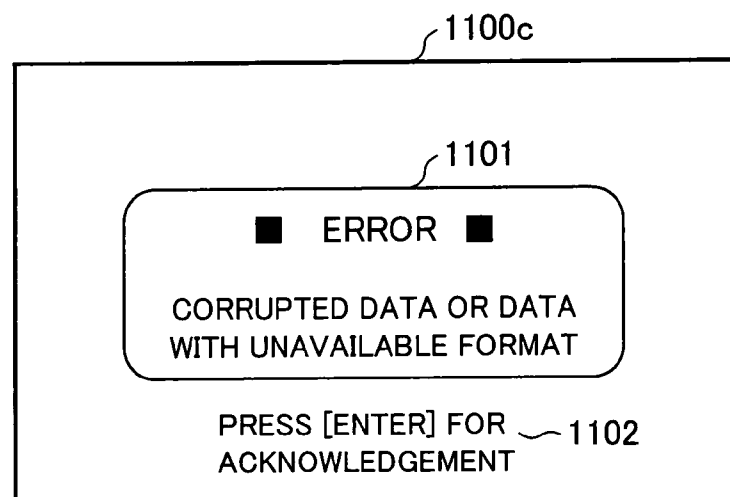 1100c
1101
■ ERROR ■
CORRUPTED DATA OR DATA
WITH UNAVAILABLE FORMAT
PRESS [ENTER] FOR 1102
ACKNOWLEDGEMENT